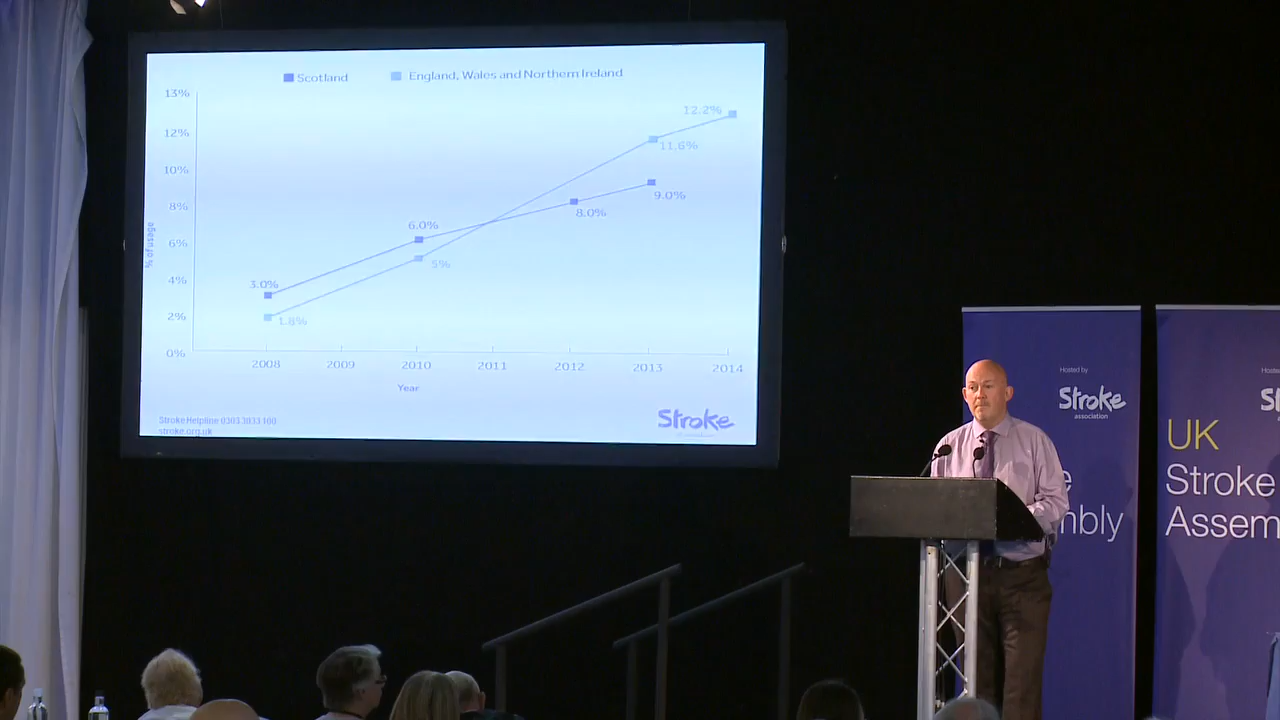 Scotland
England, Wales and Northern Ireland
13%
12%
10%
8%
6%
4%
2%
0%
% of usage
12.2%
11.6%
9.0%
8.0%
6.0%
5%
3.0%
1.8%
2008 2009 2010 2011 2012 2013 2014
Year
Stroke Helpline 0303 3033 100
stroke.org.uk
Stroke
Hosted by
Stroke
association
mbly
UK
Stroke
Assem